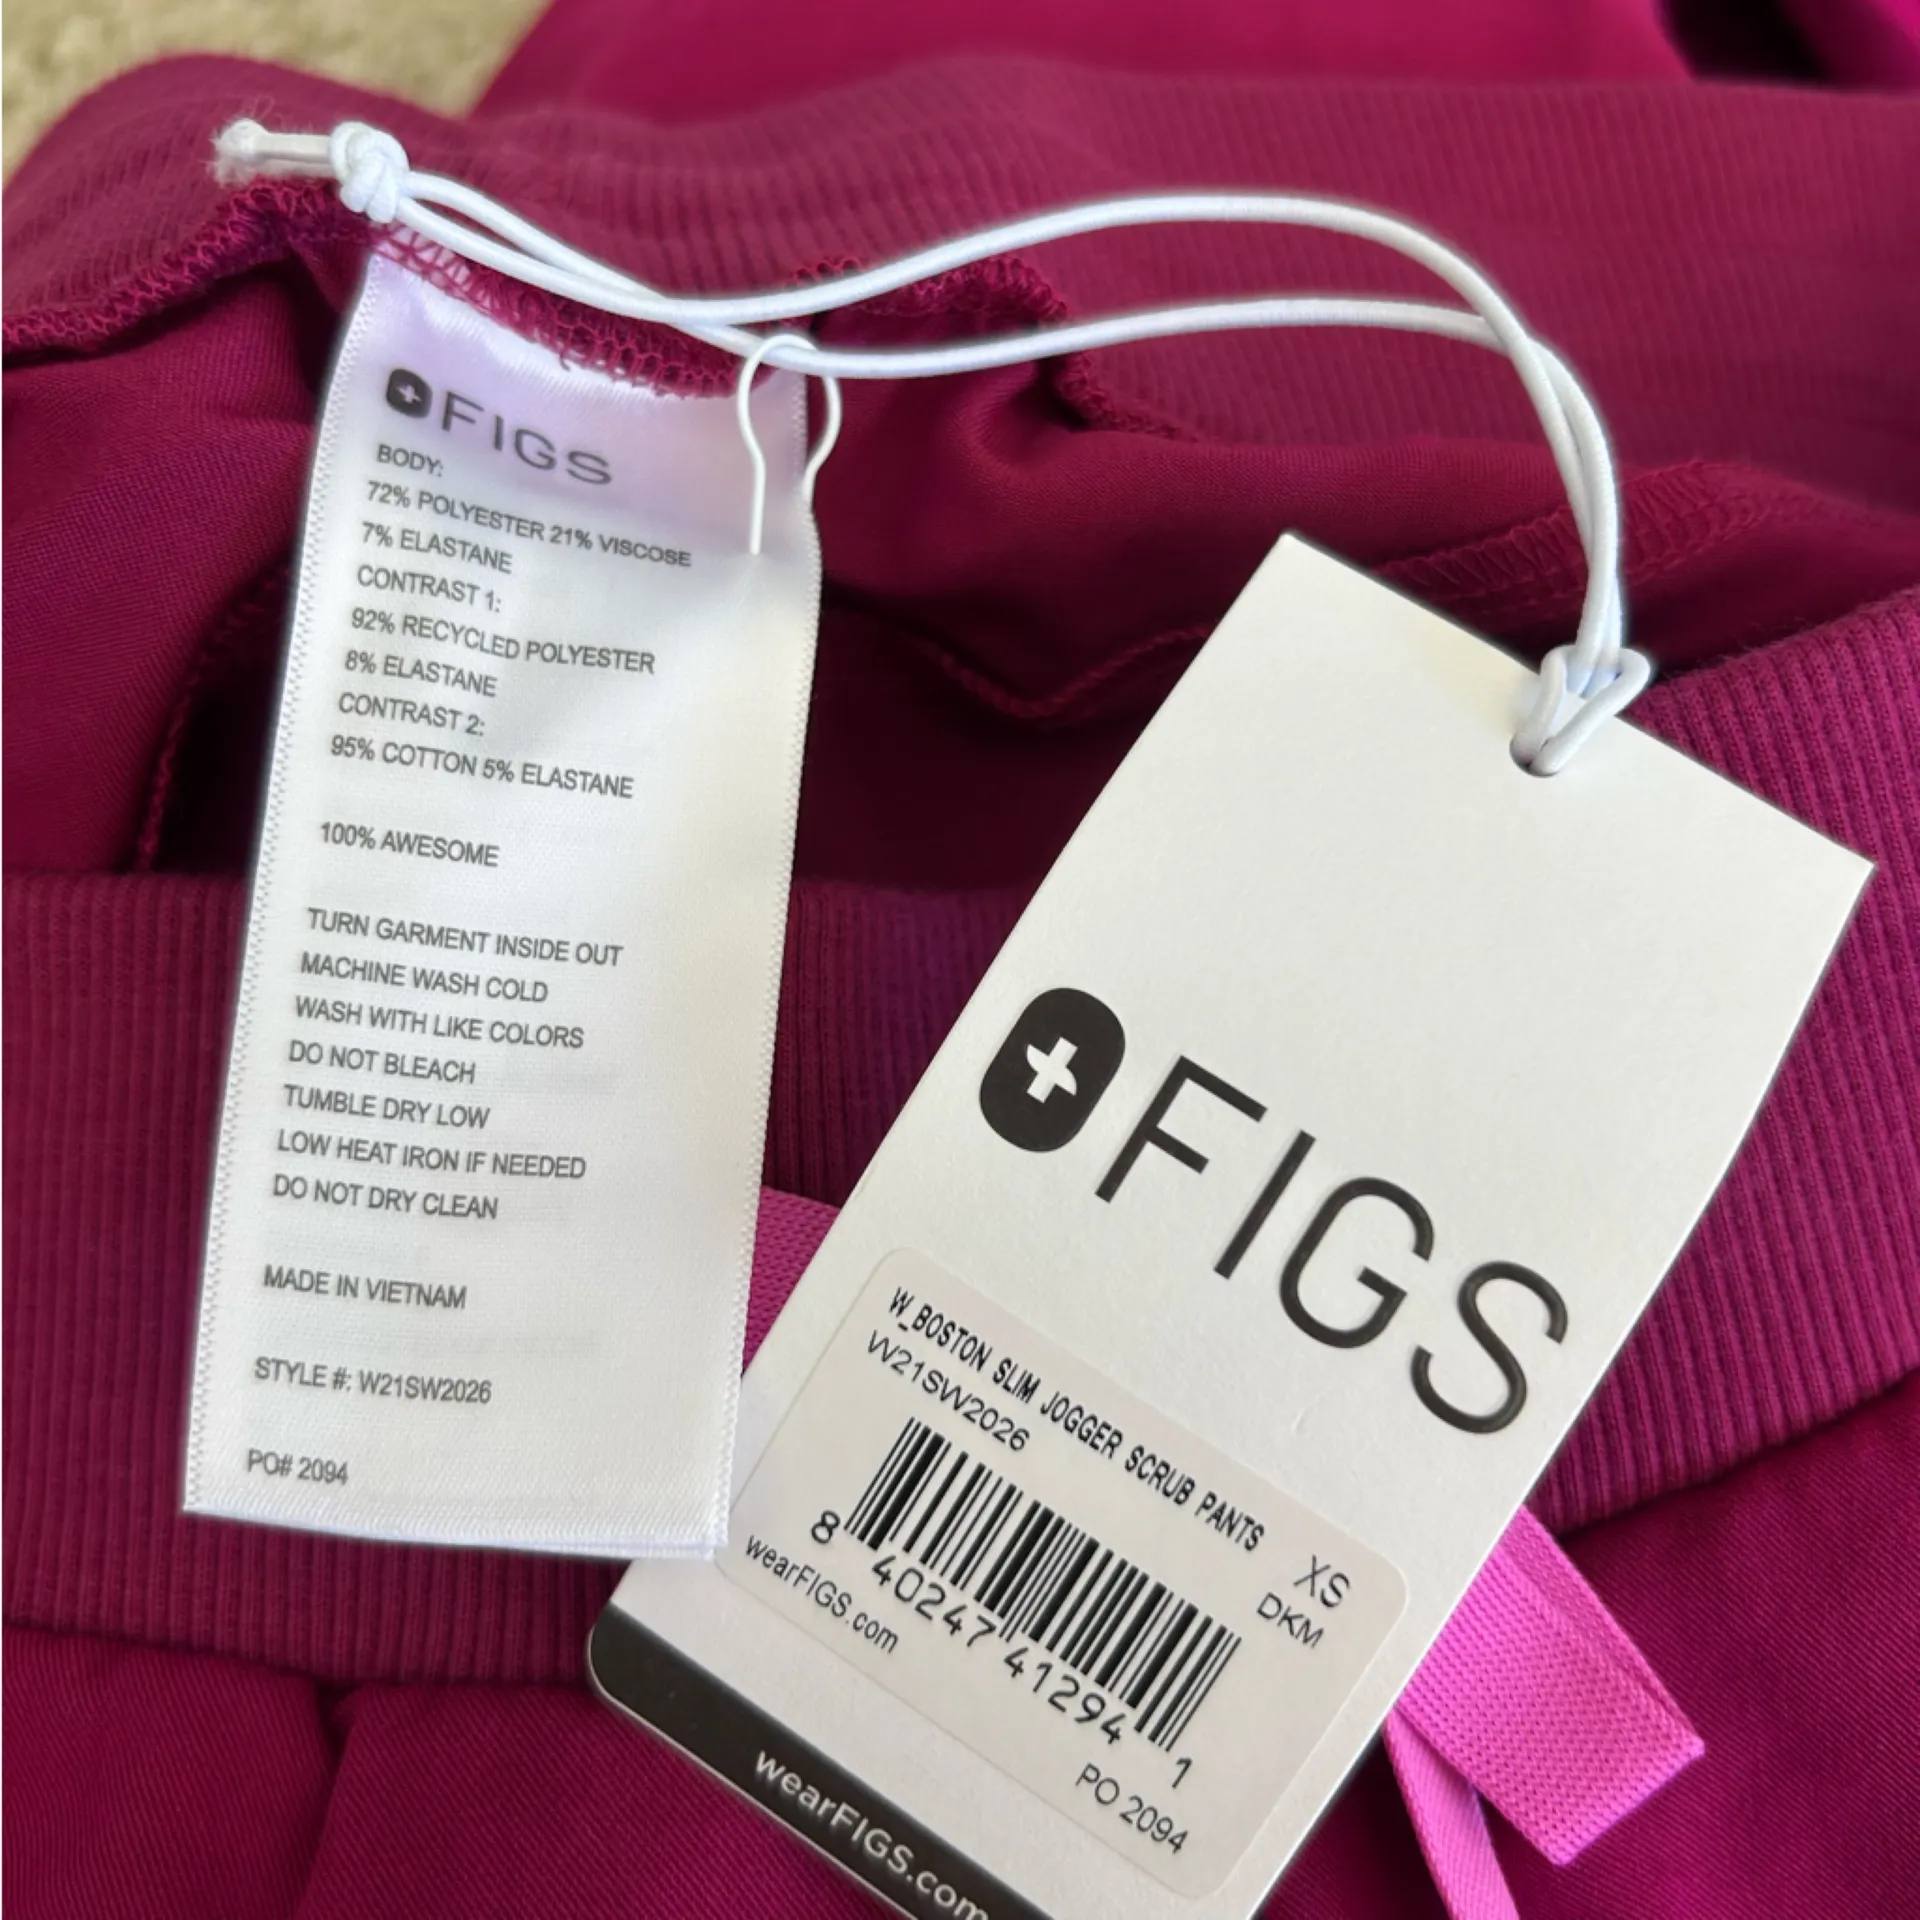 FIGS
BODY:
72% POLYESTER 21% VISCOSE
7% ELASTANE
CONTRAST 1:
92% RECYCLED POLYESTER
8% ELASTANE
CONTRAST 2:
95% COTTON 5% ELASTANE
100% AWESOME
TURN GARMENT INSIDE OUT
MACHINE WASH COLD
WASH WITH LIKE COLORS
DO NOT BLEACH
TUMBLE DRY LOW
LOW HEAT IRON IF NEEDED
DO NOT DRY CLEAN
MADE IN VIETNAM
STYLE #: W21SW2026
PO# 2094
FIGS
W_BOSTON SLIM JOGGER SCRUB PANTS
W21SW2026
XS
DKM
8 40247 41294 1
wearFIGS.com
PO 2094
wearFIGS.com